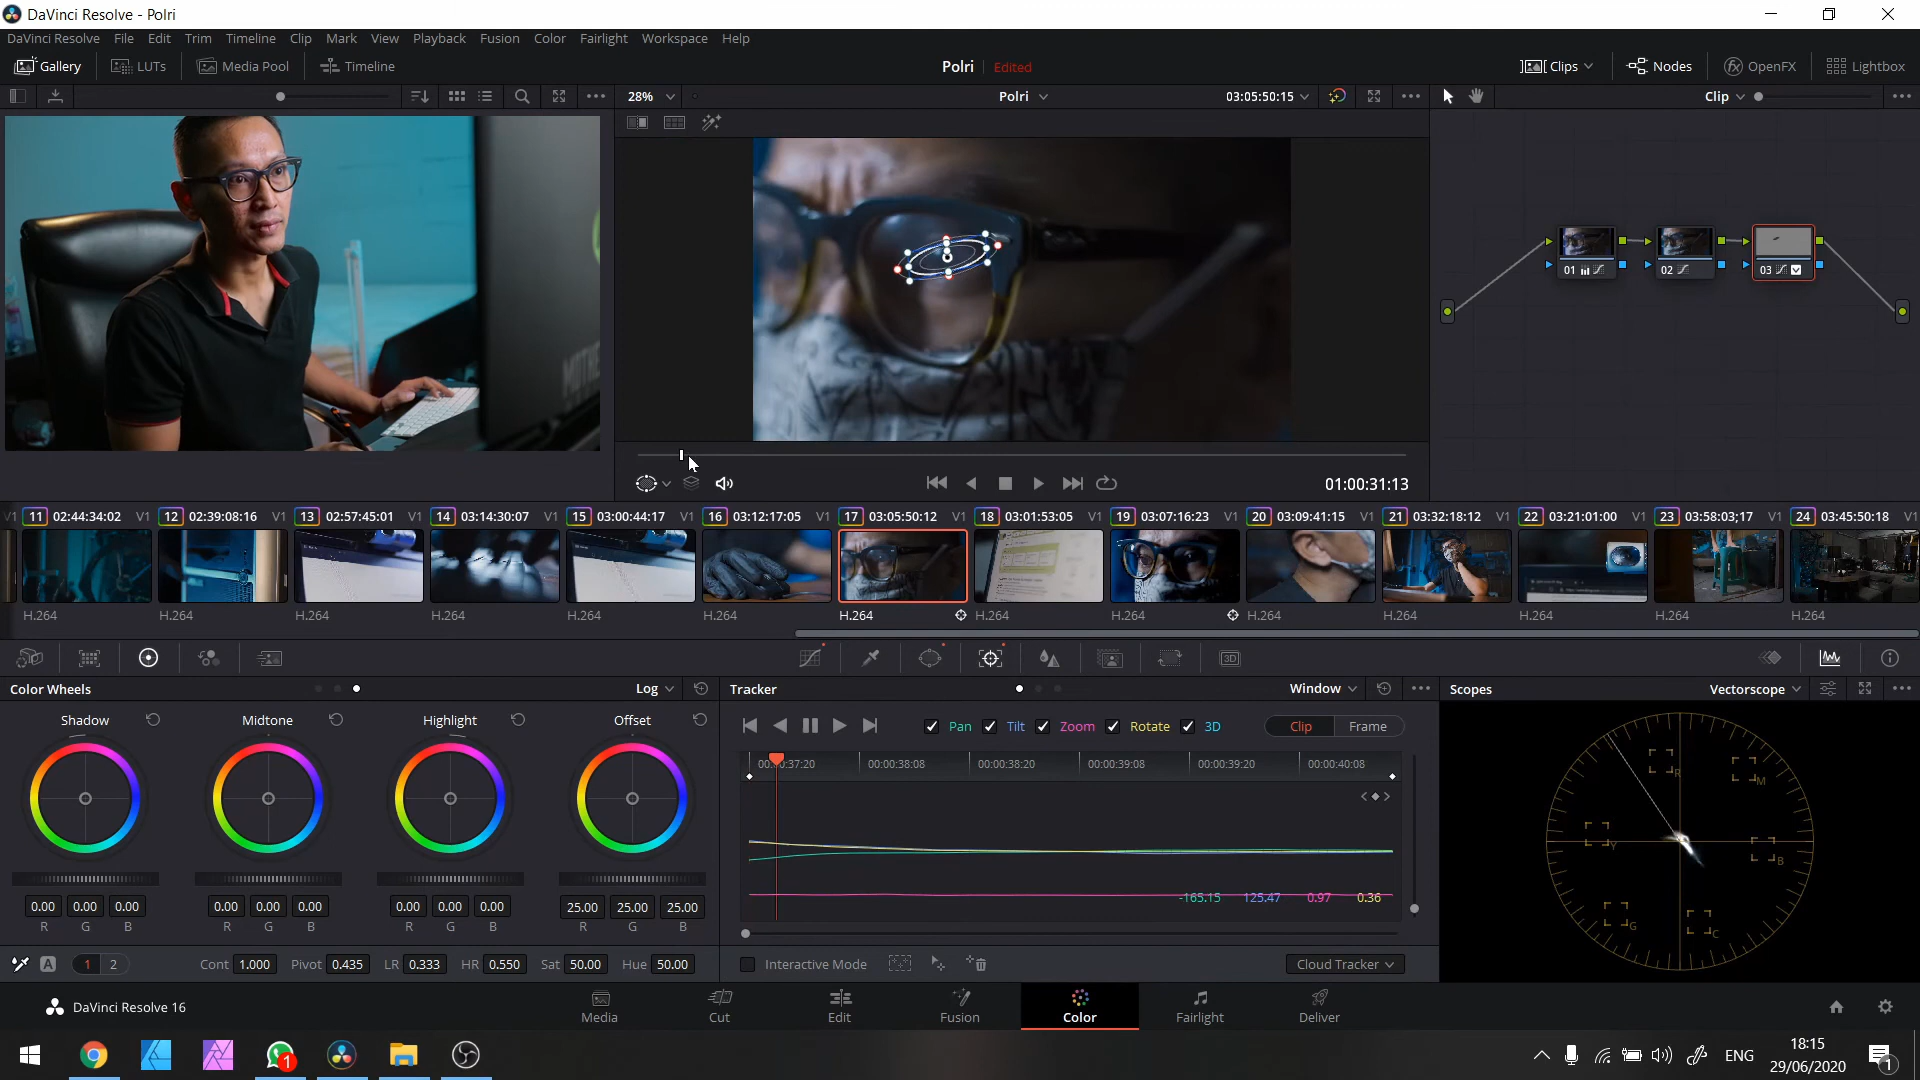 DaVinci Resolve - Polri
DaVinci Resolve File Edit Trim Timeline Clip Mark View Playback Fusion Color Fairlight Workspace Help
Gallery LUTs Media Pool Timeline Polri Edited Clips Nodes fx OpenFX Lightbox
28% Polri 03:05:50:15 Clip
01 02 03
01:00:31:13
V1 11 02:44:34:02 V1 12 02:39:08:16 V1 13 02:57:45:01 V1 14 03:14:30:07 V1 15 03:00:44:17 V1 16 03:12:17:05 V1 17 03:05:50:12 V1 18 03:01:53:05 V1 19 03:07:16:23 V1 20 03:09:41:15 V1 21 03:32:18:12 V1 22 03:21:01:00 V1 23 03:58:03;17 V1 24 03:45:50:18 V1
H.264 H.264 H.264 H.264 H.264 H.264 H.264 H.264 H.264 H.264 H.264 H.264 H.264 H.264
3D
Color Wheels Log Tracker Window Scopes Vectorscope
Shadow Midtone Highlight Offset Pan Tilt Zoom Rotate 3D Clip Frame
00:00:37:20 00:00:38:08 00:00:38:20 00:00:39:08 00:00:39:20 00:00:40:08
R M
Y B
G C
-165.15 125.47 0.97 0.36
0.00 0.00 0.00 0.00 0.00 0.00 0.00 0.00 0.00 25.00 25.00 25.00
R G B R G B R G B R G B
A 1 2 Cont 1.000 Pivot 0.435 LR 0.333 HR 0.550 Sat 50.00 Hue 50.00 Interactive Mode Cloud Tracker
DaVinci Resolve 16 Media Cut Edit Fusion Color Fairlight Deliver
1 ENG 18:15
29/06/2020 1